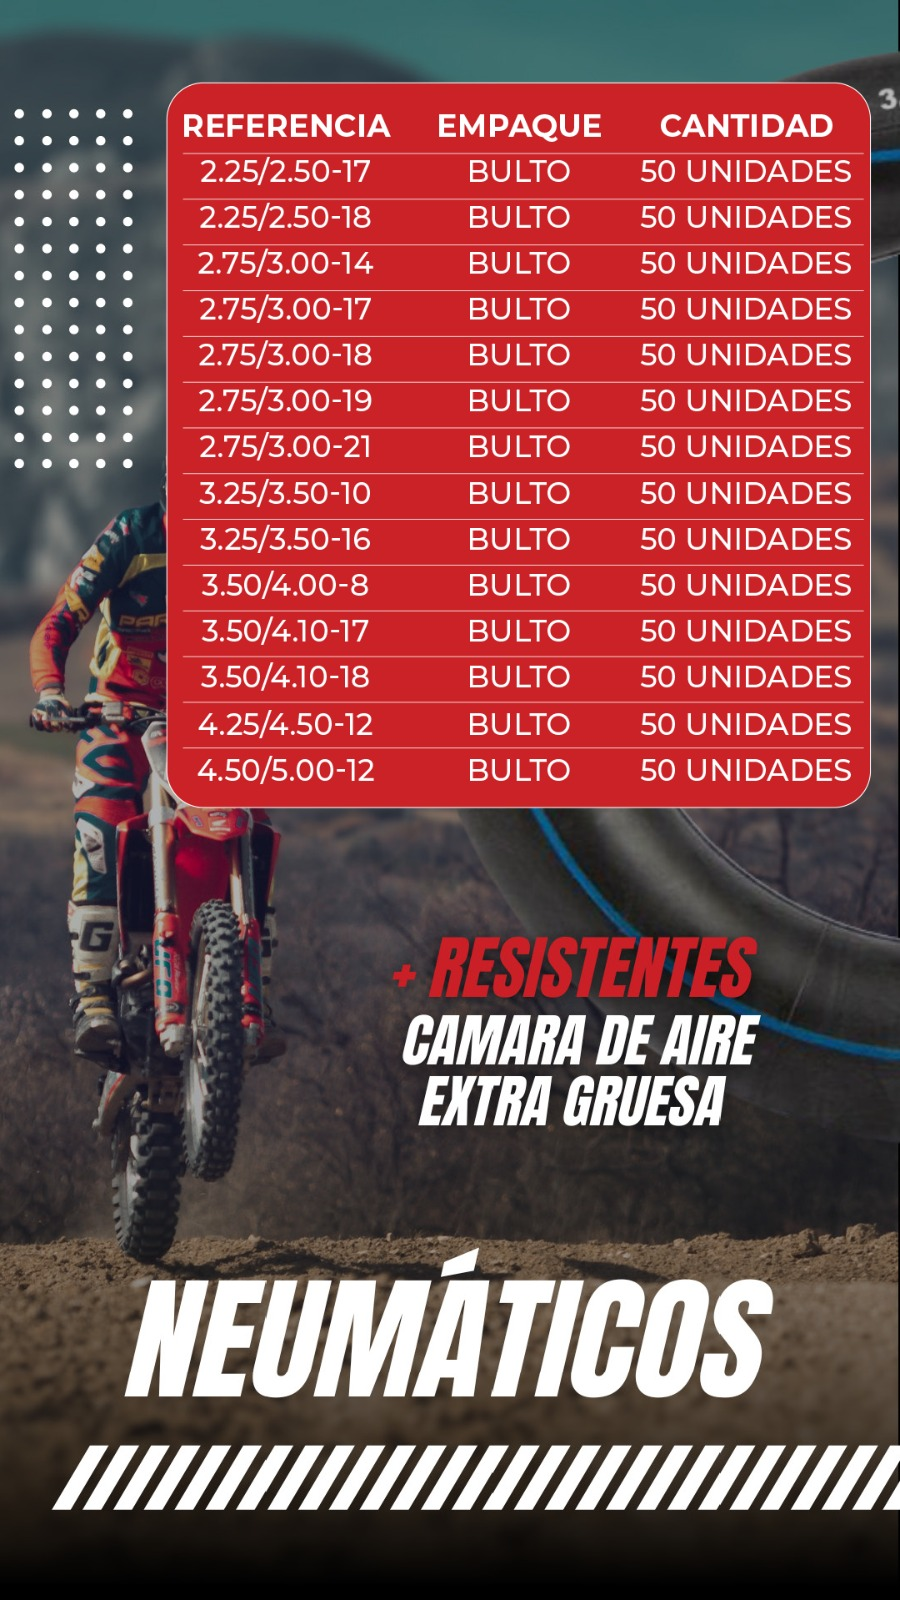 REFERENCIA EMPAQUE CANTIDAD
2.25/2.50-17 BULTO 50 UNIDADES
2.25/2.50-18 BULTO 50 UNIDADES
2.75/3.00-14 BULTO 50 UNIDADES
2.75/3.00-17 BULTO 50 UNIDADES
2.75/3.00-18 BULTO 50 UNIDADES
2.75/3.00-19 BULTO 50 UNIDADES
2.75/3.00-21 BULTO 50 UNIDADES
3.25/3.50-10 BULTO 50 UNIDADES
3.25/3.50-16 BULTO 50 UNIDADES
3.50/4.00-8 BULTO 50 UNIDADES
3.50/4.10-17 BULTO 50 UNIDADES
3.50/4.10-18 BULTO 50 UNIDADES
4.25/4.50-12 BULTO 50 UNIDADES
4.50/5.00-12 BULTO 50 UNIDADES
+ RESISTENTES
CAMARA DE AIRE
EXTRA GRUESA
NEUMÁTICOS